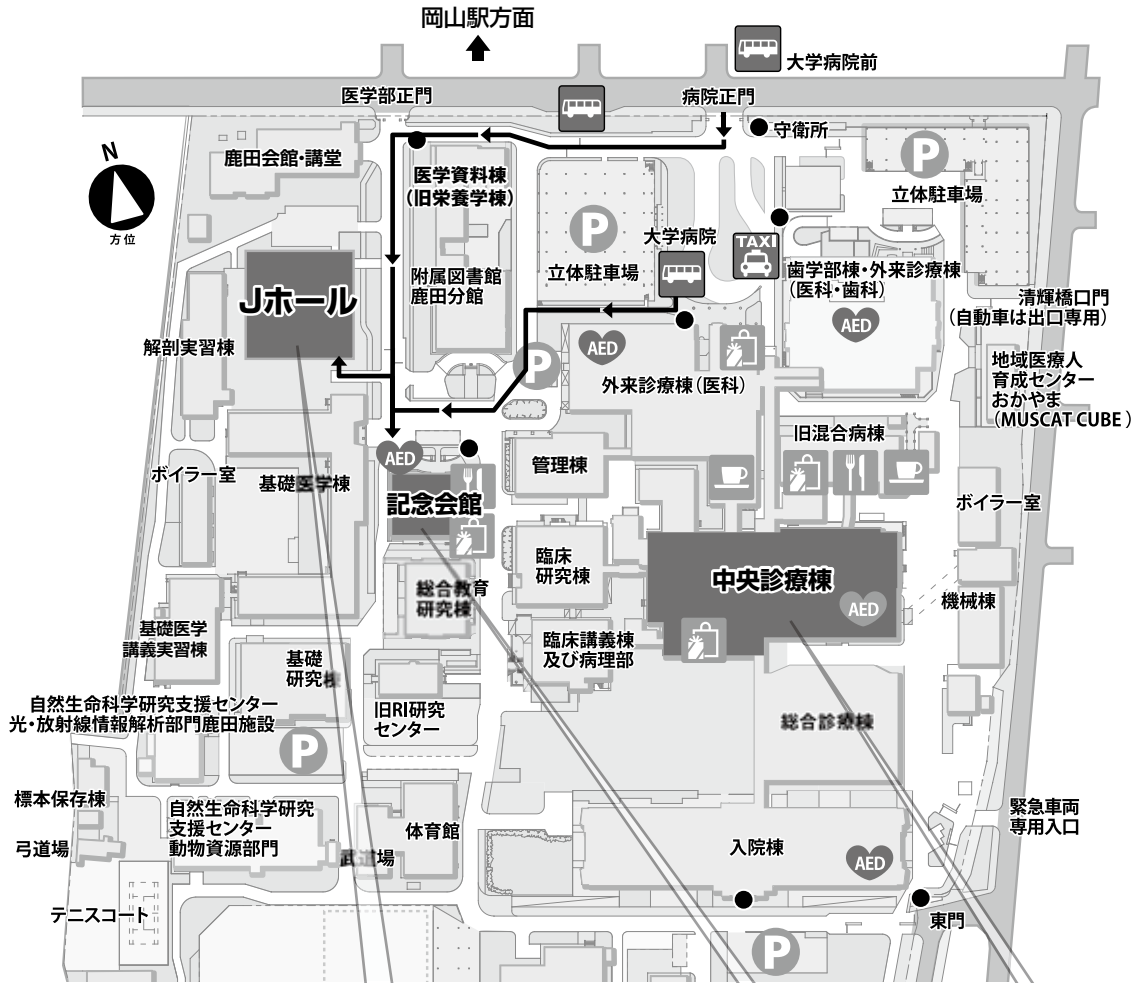 岡山駅方面
大学病院前
医学部正門
病院正門
守衛所
N
方位
鹿田会館・講堂
医学資料棟
(旧栄養学棟)
P
立体駐車場
P
立体駐車場
大学病院
TAXI
歯学部棟・外来診療棟
(医科・歯科)
AED
清輝橋口門
(自動車は出口専用)
附属図書館
鹿田分館
Jホール
解剖実習棟
AED
P
外来診療棟(医科)
地域医療人
育成センター
おかやま
(MUSCAT CUBE)
旧混合病棟
AED
管理棟
ボイラー室
基礎医学棟
記念会館
ボイラー室
臨床
研究棟
中央診療棟
AED
総合教育
研究棟
機械棟
基礎医学
講義実習棟
臨床講義棟
及び病理部
基礎
研究棟
自然生命科学研究支援センター
光・放射線情報解析部門鹿田施設
旧RI研究
センター
総合診療棟
P
標本保存棟
自然生命科学研究
支援センター
動物資源部門
体育館
武道場
弓道場
入院棟
AED
緊急車両
専用入口
テニスコート
東門
P